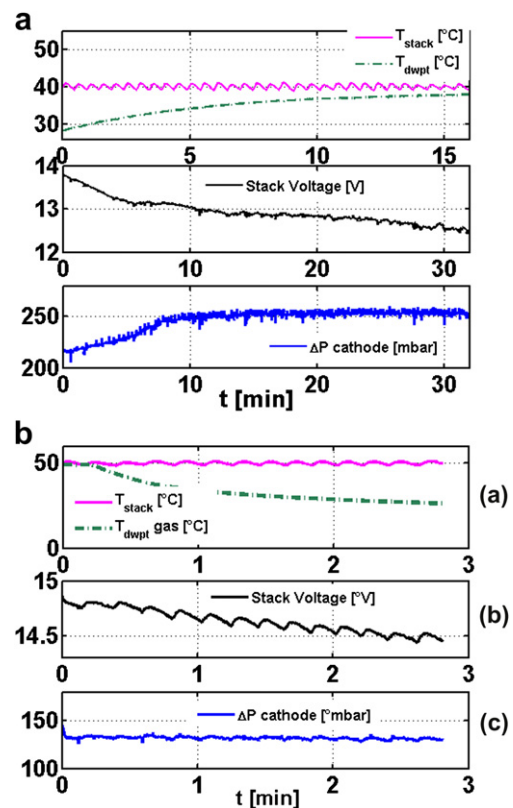 a
50
40
30
T_stack [°C]
T_dwpt [°C]
0 5 10 15
14
13
12
Stack Voltage [V]
0 10 20 30
250
200
ΔP cathode [mbar]
0 10 20 30
t [min]
b
50
0
T_stack [°C]
T_dwpt gas [°C]
(a)
0 1 2 3
15
14.5
Stack Voltage [°V]
(b)
0 1 2 3
150
100
ΔP cathode [°mbar]
(c)
0 1 2 3
t [min]